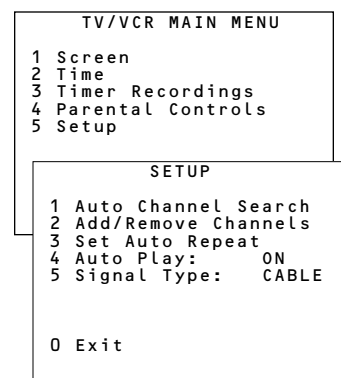 TV/VCR MAIN MENU
1 Screen
2 Time
3 Timer Recordings
4 Parental Controls
5 Setup
SETUP
1 Auto Channel Search
2 Add/Remove Channels
3 Set Auto Repeat
4 Auto Play: ON
5 Signal Type: CABLE
0 Exit